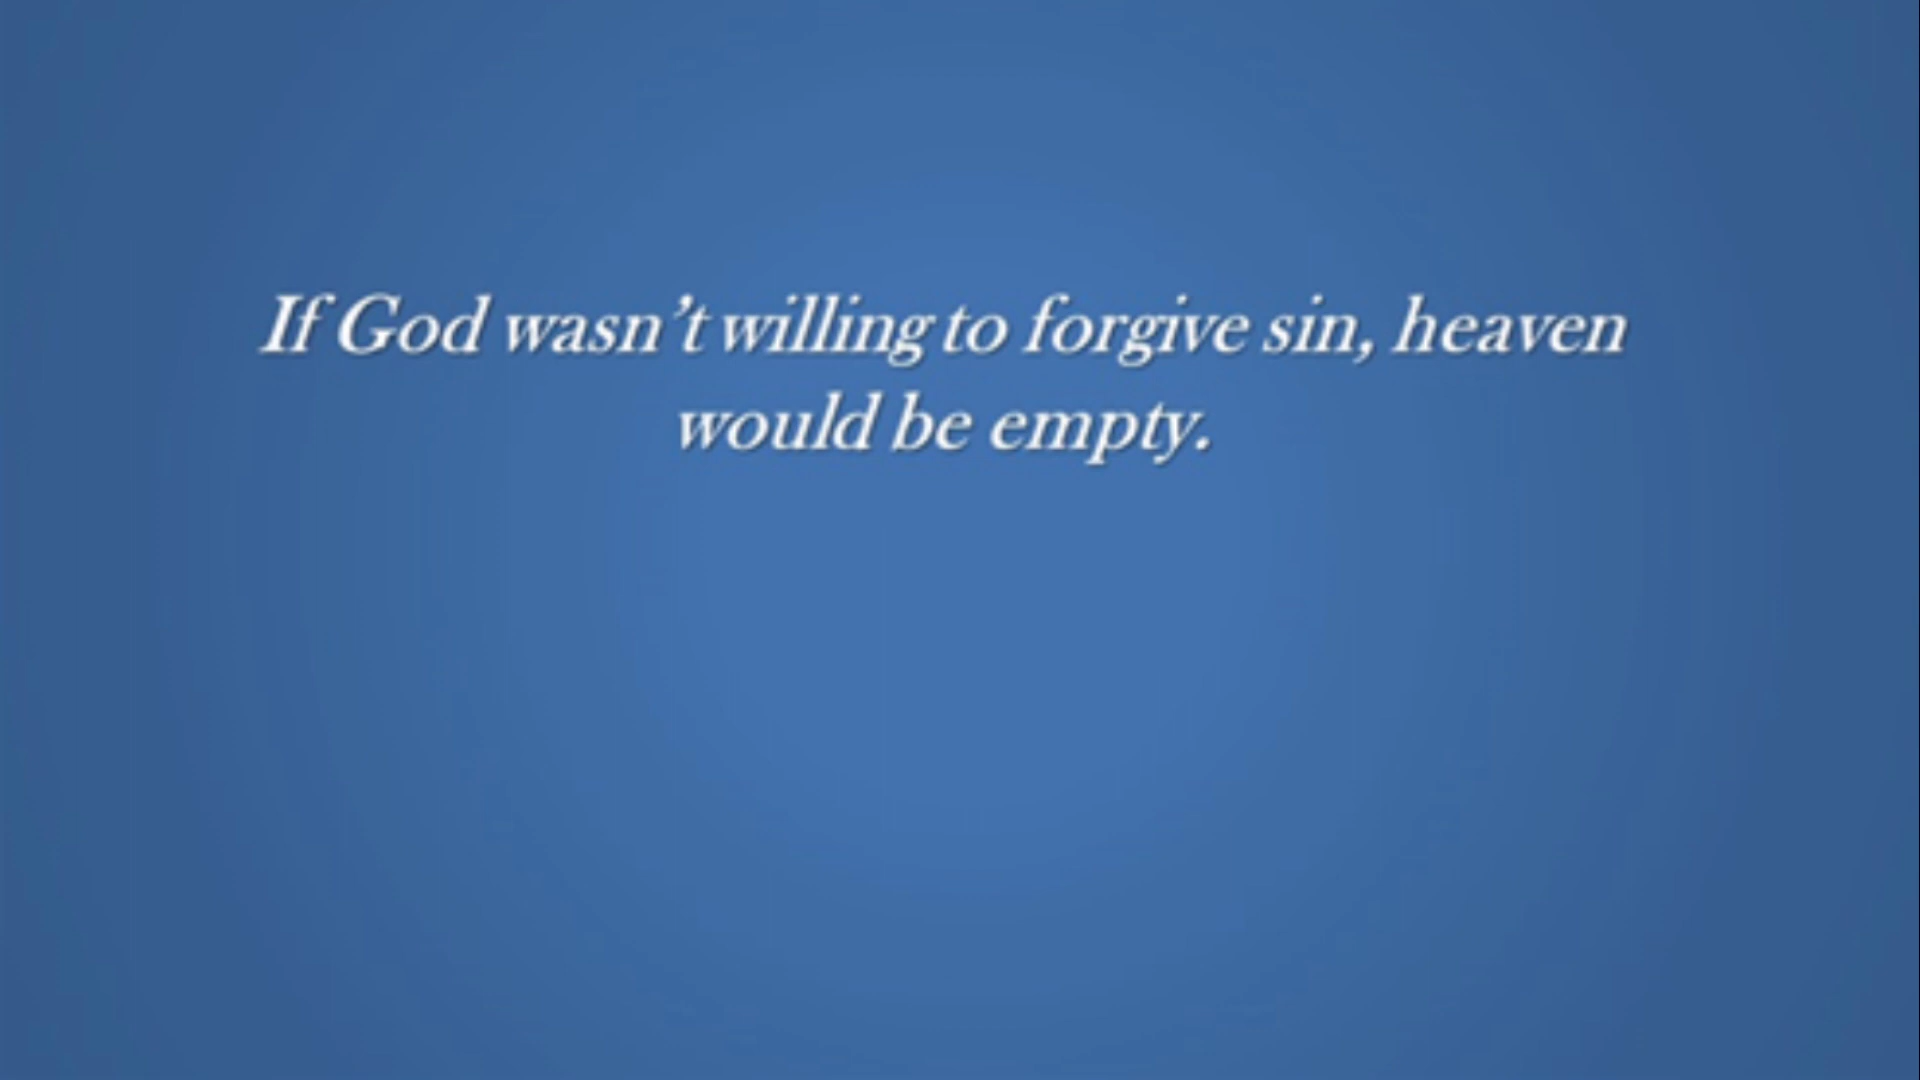 If God wasn’t willing to forgive sin, heaven
would be empty.